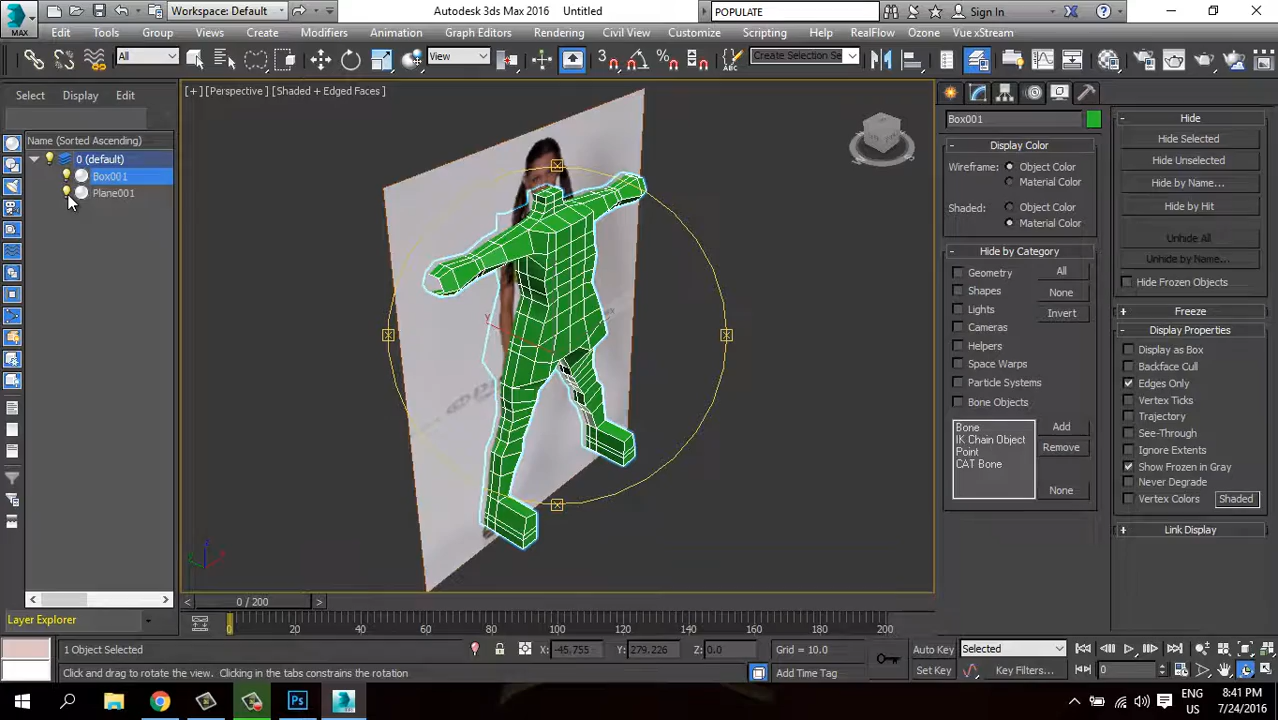 MAX
Workspace: Default
Autodesk 3ds Max 2016 Untitled
POPULATE
Sign In
Edit Tools Group Views Create Modifiers Animation Graph Editors Rendering Civil View Customize Scripting Help RealFlow Ozone Vue xStream
All
View
Create Selection Se
Select Display Edit
Name (Sorted Ascending)
0 (default)
Box001
Plane001
[+] [Perspective] [Shaded + Edged Faces]
Box001
Display Color
Wireframe: Object Color
Material Color
Shaded: Object Color
Material Color
Hide by Category
Geometry All
Shapes None
Lights Invert
Cameras
Helpers
Space Warps
Particle Systems
Bone Objects
Bone
IK Chain Object
Point
CAT Bone
Add
Remove
None
Hide
Hide Selected
Hide Unselected
Hide by Name...
Hide by Hit
Unhide All
Unhide by Name...
Hide Frozen Objects
Freeze
Display Properties
Display as Box
Backface Cull
Edges Only
Vertex Ticks
Trajectory
See-Through
Ignore Extents
Show Frozen in Gray
Never Degrade
Vertex Colors Shaded
Link Display
0 / 200
Layer Explorer
0 20 40 60 80 100 120 140 160 180 200
1 Object Selected
X: -45.755 Y: 279.226 Z: 0.0 Grid = 10.0
Auto Key Selected
Click and drag to rotate the view. Clicking in the tabs constrains the rotation
Add Time Tag
Set Key Key Filters... 0
ENG
US
8:41 PM
7/24/2016